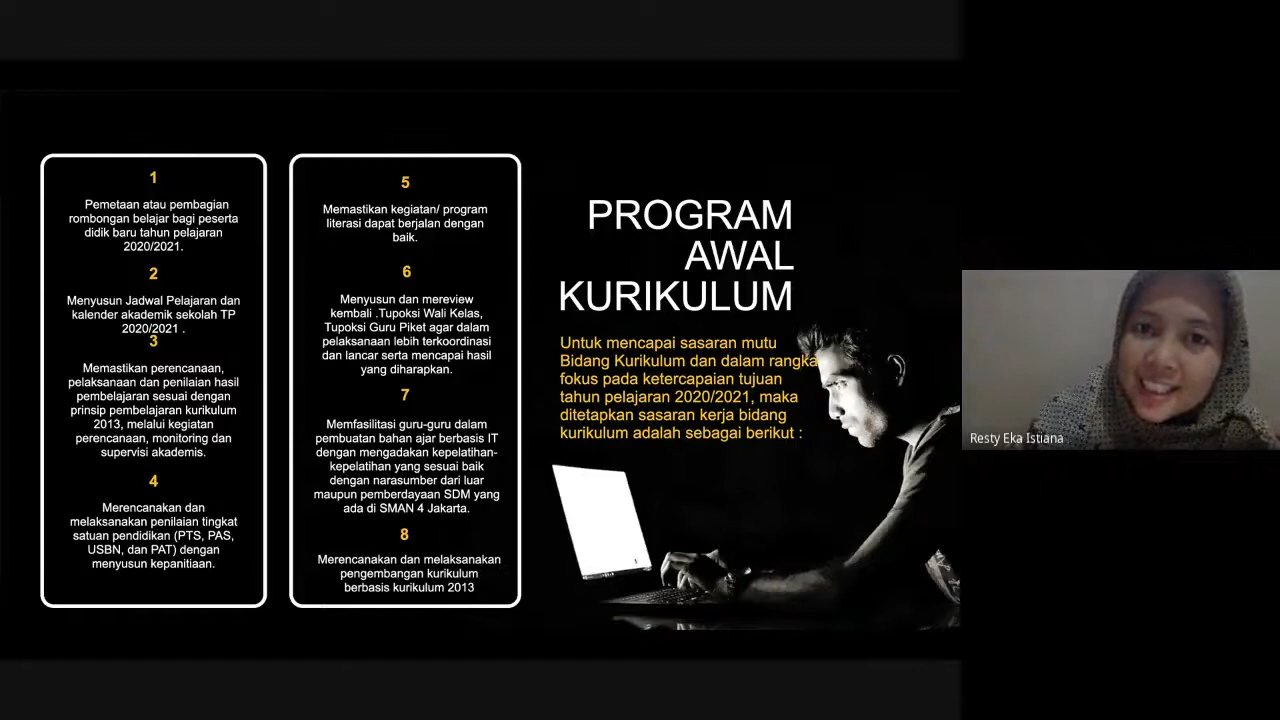 1
Pemetaan atau pembagian
rombongan belajar bagi peserta
didik baru tahun pelajaran
2020/2021.
2
Menyusun Jadwal Pelajaran dan
kalender akademik sekolah TP
2020/2021 .
3
Memastikan perencanaan,
pelaksanaan dan penilaian hasil
pembelajaran sesuai dengan
prinsip pembelajaran kurikulum
2013, melalui kegiatan
perencanaan, monitoring dan
supervisi akademis.
4
Merencanakan dan
melaksanakan penilaian tingkat
satuan pendidikan (PTS, PAS,
USBN, dan PAT) dengan
menyusun kepanitiaan.
5
Memastikan kegiatan/ program
literasi dapat berjalan dengan
baik.
6
Menyusun dan mereview
kembali .Tupoksi Wali Kelas,
Tupoksi Guru Piket agar dalam
pelaksanaan lebih terkoordinasi
dan lancar serta mencapai hasil
yang diharapkan.
7
Memfasilitasi guru-guru dalam
pembuatan bahan ajar berbasis IT
dengan mengadakan kepelatihan-
kepelatihan yang sesuai baik
dengan narasumber dari luar
maupun pemberdayaan SDM yang
ada di SMAN 4 Jakarta.
8
Merencanakan dan melaksanakan
pengembangan kurikulum
berbasis kurikulum 2013
PROGRAM
AWAL
KURIKULUM
Untuk mencapai sasaran mutu
Bidang Kurikulum dan dalam rangka
fokus pada ketercapaian tujuan
tahun pelajaran 2020/2021, maka
ditetapkan sasaran kerja bidang
kurikulum adalah sebagai berikut :
Resty Eka Istiana